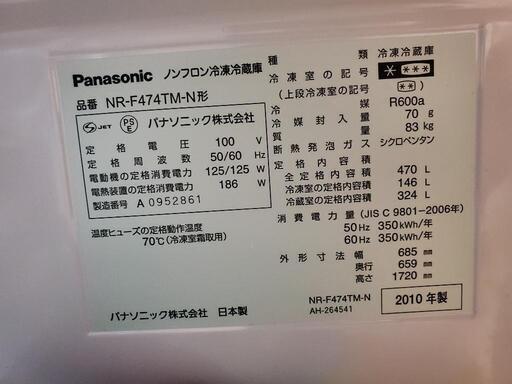 Panasonic ノンフロン冷凍冷蔵庫
品番 NR-F474TM-N形
S JET PSE パナソニック株式会社
定格電圧 100 V
定格周波数 50/60 Hz
電動機の定格消費電力 125/125 W
電熱装置の定格消費電力 186 W
製造番号 A 0952861
温度ヒューズの定格動作温度
70℃(冷凍室霜取用)
パナソニック株式会社 日本製
種類 冷凍冷蔵庫
冷凍室の記号 * ***
(上段冷凍室の記号) **
冷媒 R600a
冷媒封入量 70 g
質量 83 kg
断熱発泡ガス シクロペンタン
定格内容積
全定格内容積 470 L
冷凍室の定格内容積 146 L
冷蔵室の定格内容積 324 L
消費電力量 (JIS C 9801-2006年)
50 Hz 350 kWh/年
60 Hz 350 kWh/年
外形寸法 幅 685 mm
奥行 659 mm
高さ 1720 mm
NR-F474TM-N
AH-264541
2010 年製